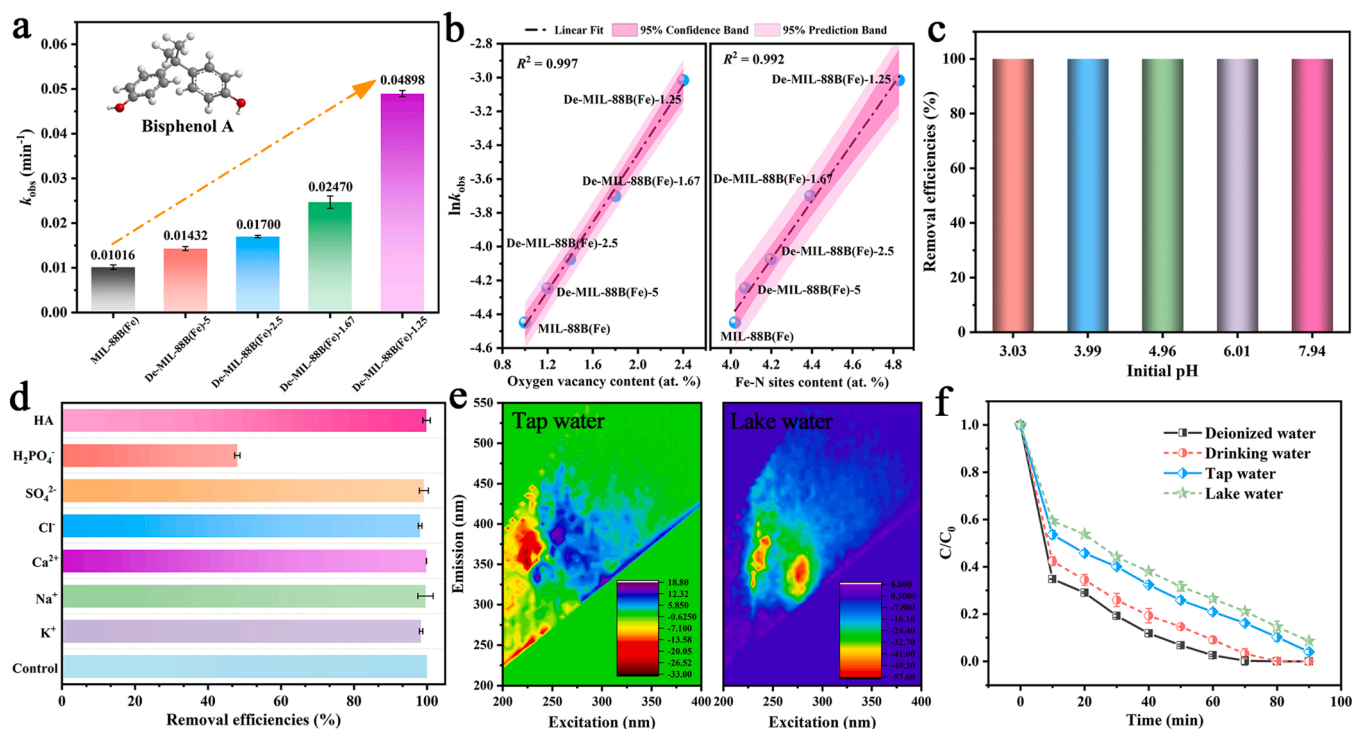 a
0.06
0.05
0.04
0.03
0.02
0.01
0.00
kobs (min-1)
Bisphenol A
0.01016
0.01432
0.01700
0.02470
0.04898
MIL-88B(Fe)
De-MIL-88B(Fe)-5
De-MIL-88B(Fe)-2.5
De-MIL-88B(Fe)-1.67
De-MIL-88B(Fe)-1.25
b
Linear Fit 95% Confidence Band 95% Prediction Band
-2.8
-3.0
-3.2
-3.4
-3.6
-3.8
-4.0
-4.2
-4.4
-4.6
lnkobs
R2 = 0.997
De-MIL-88B(Fe)-1.25
De-MIL-88B(Fe)-1.67
De-MIL-88B(Fe)-2.5
De-MIL-88B(Fe)-5
MIL-88B(Fe)
0.8 1.2 1.6 2.0 2.4
Oxygen vacancy content (at. %)
R2 = 0.992
De-MIL-88B(Fe)-1.25
De-MIL-88B(Fe)-1.67
De-MIL-88B(Fe)-2.5
De-MIL-88B(Fe)-5
MIL-88B(Fe)
4.0 4.2 4.4 4.6 4.8
Fe-N sites content (at. %)
c
100
80
60
40
20
0
Removal efficiencies (%)
3.03 3.99 4.96 6.01 7.94
Initial pH
d
HA
H2PO4-
SO42-
Cl-
Ca2+
Na+
K+
Control
0 20 40 60 80 100
Removal efficiencies (%)
e
550
500
450
400
350
300
250
200
Emission (nm)
Tap water
18.80
12.32
5.850
-0.6250
-7.100
-13.58
-20.05
-26.52
-33.00
200 250 300 350 400
Excitation (nm)
Lake water
8.800
0.5000
-7.800
-16.10
-24.40
-32.70
-41.00
-49.30
-57.60
200 250 300 350 400
Excitation (nm)
f
1.0
0.8
0.6
0.4
0.2
0.0
C/C0
Deionized water
Drinking water
Tap water
Lake water
0 20 40 60 80 100
Time (min)